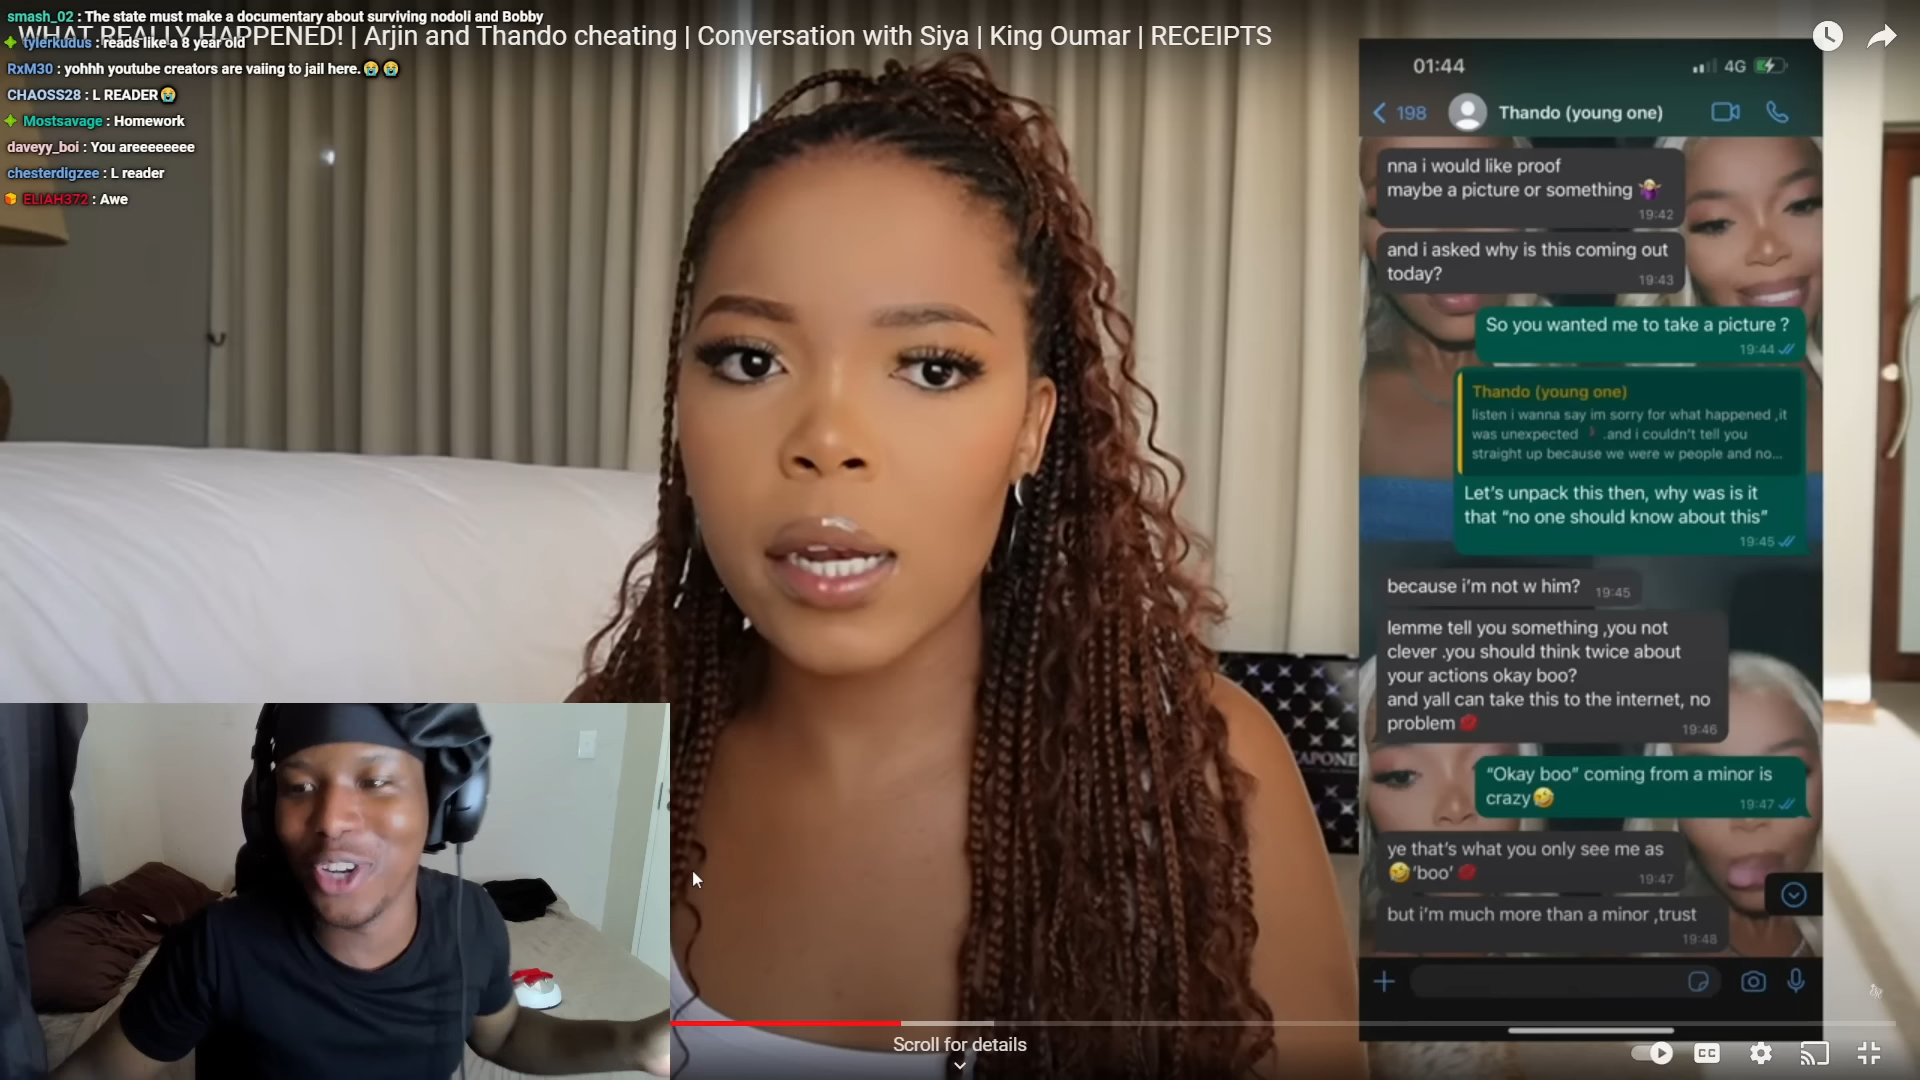 smash_02 : The state must make a documentary about surviving nodoli and Bobby
WHAT REALLY HAPPENED! | Arjin and Thando cheating | Conversation with Siya | King Oumar | RECEIPTS
tylerkudus : reads like a 8 year old
RxM30 : yohhh youtube creators are vaiing to jail here.😭😭
CHAOSS28 : L READER😭
Mostsavage : Homework
daveyy_boi : You areeeeeeee
chesterdigzee : L reader
ELIAH372 : Awe
01:44
4G
198
Thando (young one)
nna i would like proof
maybe a picture or something 🤷🏼‍♀️
19:42
and i asked why is this coming out
today?
19:43
So you wanted me to take a picture ?
19:44
Thando (young one)
listen i wanna say im sorry for what happened ,it
was unexpected .and i couldn't tell you
straight up because we were w people and no...
Let's unpack this then, why was is it
that “no one should know about this”
19:45
because i'm not w him?
19:45
lemme tell you something ,you not
clever .you should think twice about
your actions okay boo?
and yall can take this to the internet, no
problem 💋
19:46
“Okay boo” coming from a minor is
crazy🤣
19:47
ye that's what you only see me as
🤣'boo' 💋
19:47
but i'm much more than a minor ,trust
19:48
APONE
Scroll for details
CC